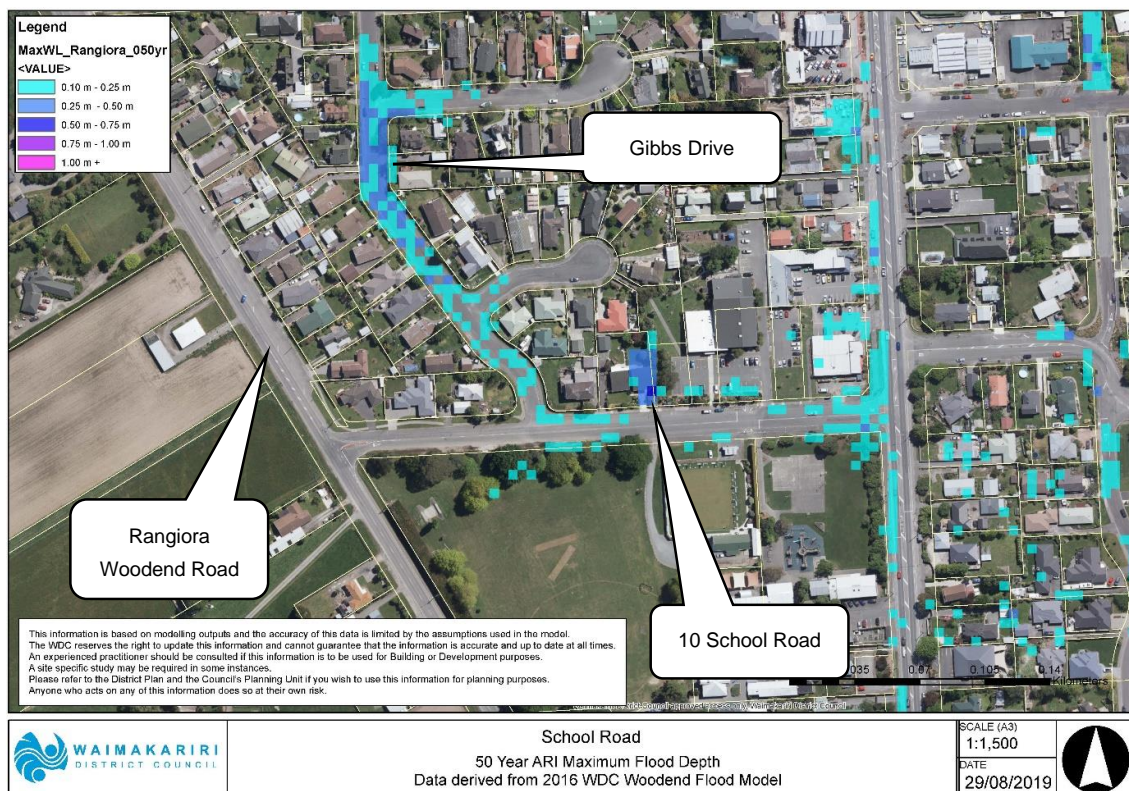 Legend
MaxWL_Rangiora_050yr
<VALUE>
0.10 m - 0.25 m
0.25 m - 0.50 m
0.50 m - 0.75 m
0.75 m - 1.00 m
1.00 m +
Gibbs Drive
Rangiora
Woodend Road
10 School Road
This information is based on modelling outputs and the accuracy of this data is limited by the assumptions used in the model.
The WDC reserves the right to update this information and cannot guarantee that the information is accurate and up to date at all times.
An experienced practitioner should be consulted if this information is to be used for Building or Development purposes.
A site specific study may be required in some instances.
Please refer to the District Plan and the Council's Planning Unit if you wish to use this information for planning purposes.
Anyone who acts on any of this information does so at their own risk.
035 0.07 0.105 0.14
Kilometers
WAIMAKARIRI
DISTRICT COUNCIL
School Road
50 Year ARI Maximum Flood Depth
Data derived from 2016 WDC Woodend Flood Model
SCALE (A3)
1:1,500
DATE
29/08/2019